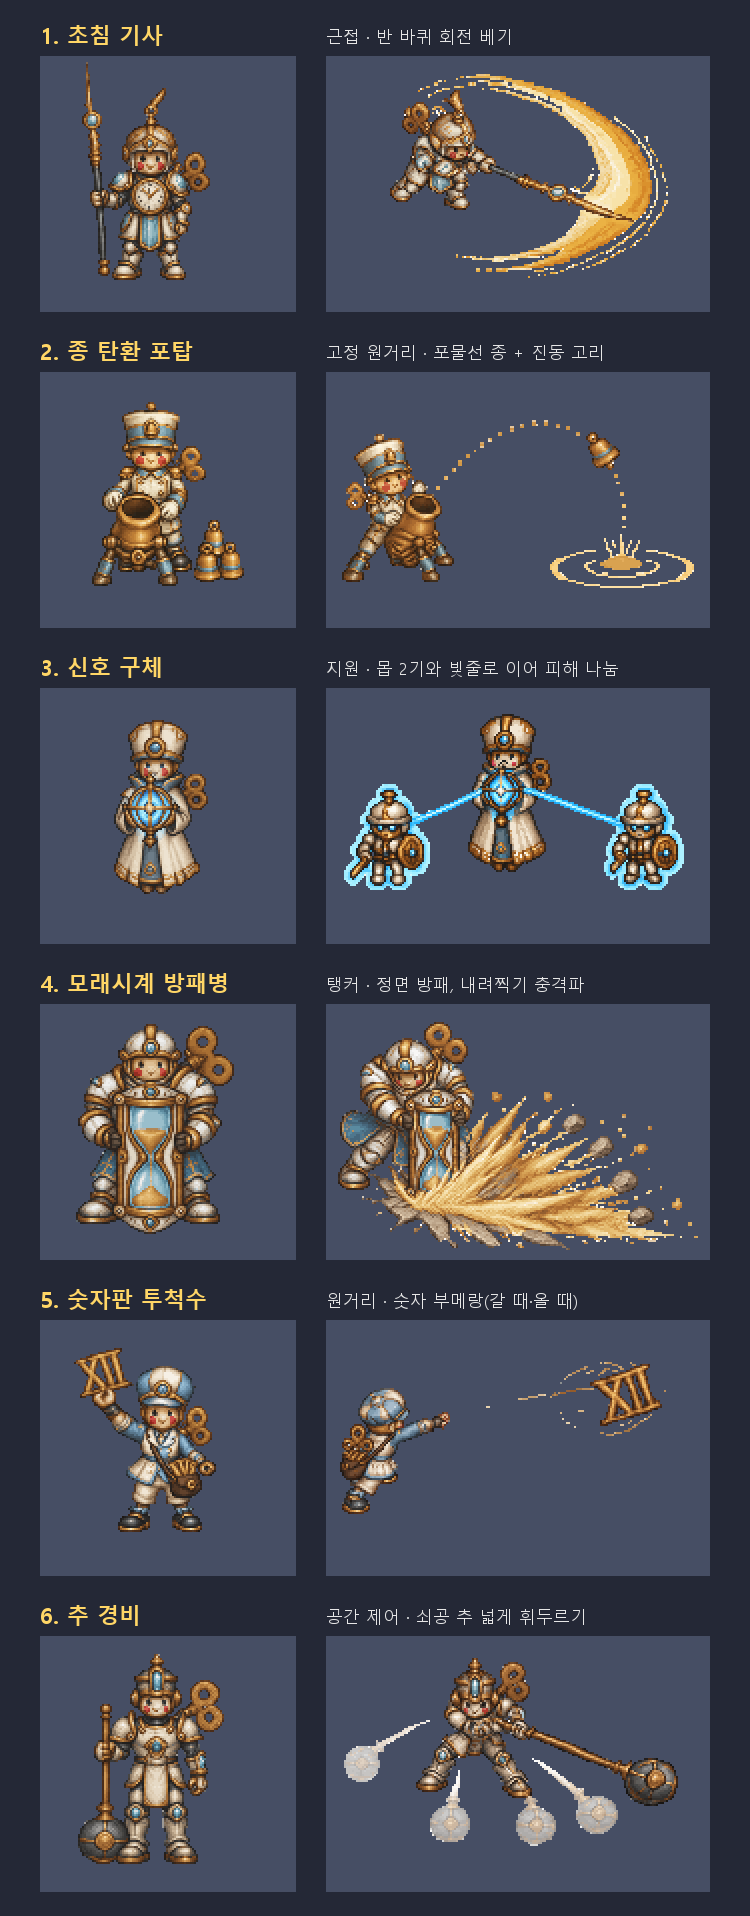 1. 초침 기사
근접 · 반 바퀴 회전 베기
2. 종 탄환 포탑
고정 원거리 · 포물선 종 + 진동 고리
3. 신호 구체
지원 · 몹 2기와 빛줄로 이어 피해 나눔
4. 모래시계 방패병
탱커 · 정면 방패, 내려찍기 충격파
5. 숫자판 투척수
원거리 · 숫자 부메랑(갈 때·올 때)
XII
XII
6. 추 경비
공간 제어 · 쇠공 추 넓게 휘두르기